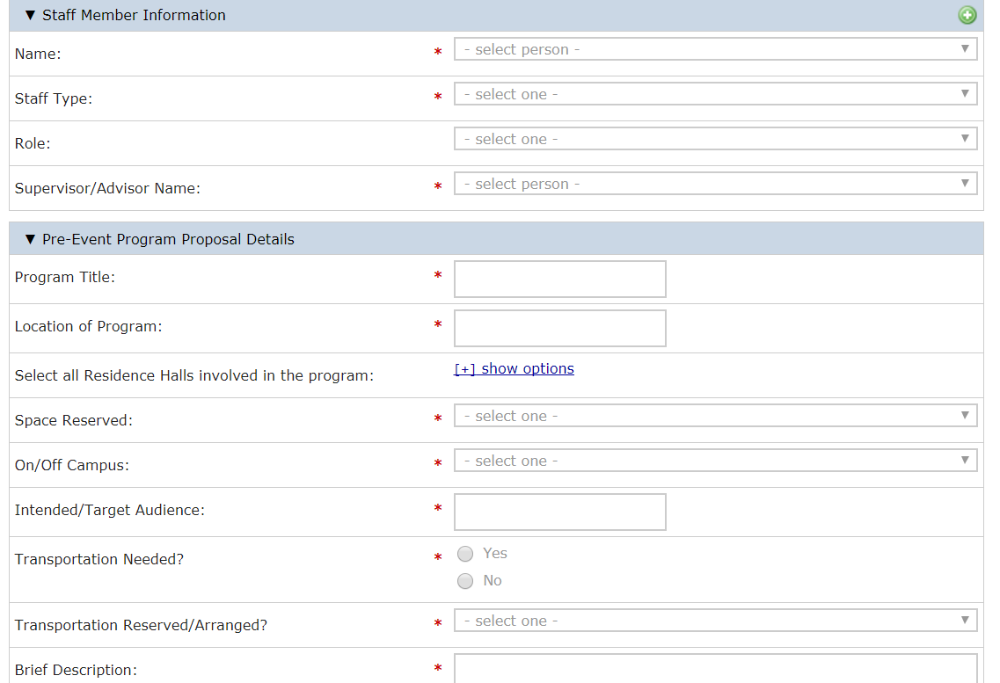 ▼ Staff Member Information
Name: * - select person - ▼
Staff Type: * - select one - ▼
Role: - select one - ▼
Supervisor/Advisor Name: * - select person - ▼
▼ Pre-Event Program Proposal Details
Program Title: *
Location of Program: *
Select all Residence Halls involved in the program: [+] show options
Space Reserved: * - select one - ▼
On/Off Campus: * - select one - ▼
Intended/Target Audience: *
Transportation Needed? * Yes
No
Transportation Reserved/Arranged? * - select one - ▼
Brief Description: *